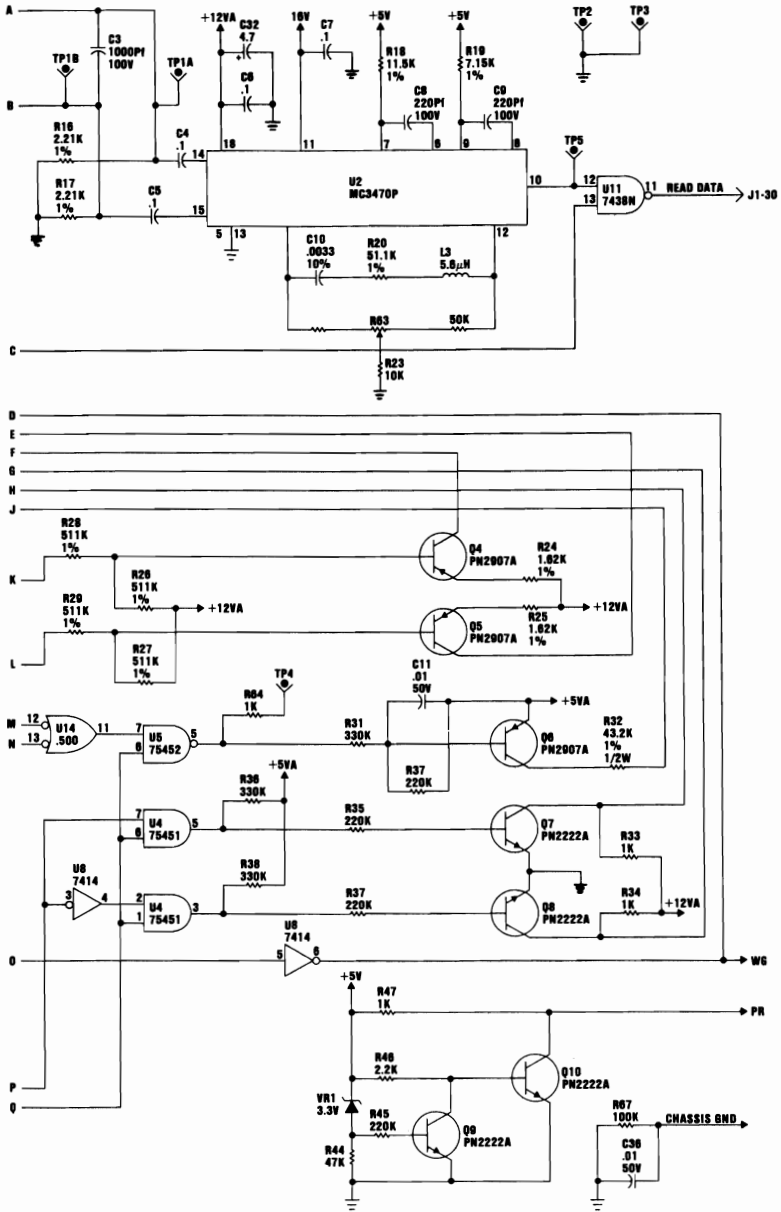 A
B
C3
1000Pf
100V
TP1B
TP1A
+12VA
C32
4.7
+
C6
.1
16V
C7
.1
+5V
R18
11.5K
1%
C8
220Pf
100V
+5V
R19
7.15K
1%
C9
220Pf
100V
TP2
TP3
R16
2.21K
1%
R17
2.21K
1%
C4
.1
C5
.1
14
15
18
11
7
6
9
8
U2
MC3470P
10
5
13
12
TP5
12
13
U11
7438N
11
READ DATA
J1-30
C10
.0033
10%
R20
51.1K
1%
L3
5.6µH
R63
50K
R23
10K
C
D
E
F
G
H
J
K
L
R28
511K
1%
R26
511K
1%
+12VA
R29
511K
1%
R27
511K
1%
Q4
PN2907A
R24
1.62K
1%
+12VA
Q5
PN2907A
R25
1.62K
1%
M
N
12
13
U14
.500
11
7
6
U5
75452
5
R64
1K
TP4
R31
330K
C11
.01
50V
R37
220K
+5VA
Q6
PN2907A
R32
43.2K
1%
1/2W
7
6
U4
75451
5
R36
330K
+5VA
R35
220K
Q7
PN2222A
R33
1K
U6
7414
3
4
2
1
U4
75451
3
R38
330K
R37
220K
Q8
PN2222A
R34
1K
+12VA
O
U6
7414
5
6
WG
P
Q
+5V
R47
1K
PR
R46
2.2K
Q10
PN2222A
VR1
3.3V
R45
220K
Q9
PN2222A
R44
47K
R67
100K
CHASSIS GND
C36
.01
50V